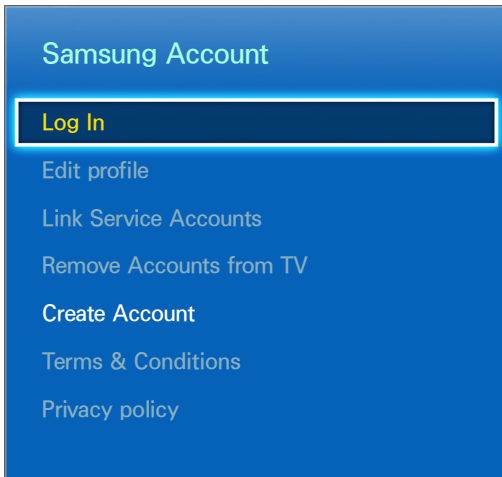 Samsung Account
Log In
Edit profile
Link Service Accounts
Remove Accounts from TV
Create Account
Terms & Conditions
Privacy policy